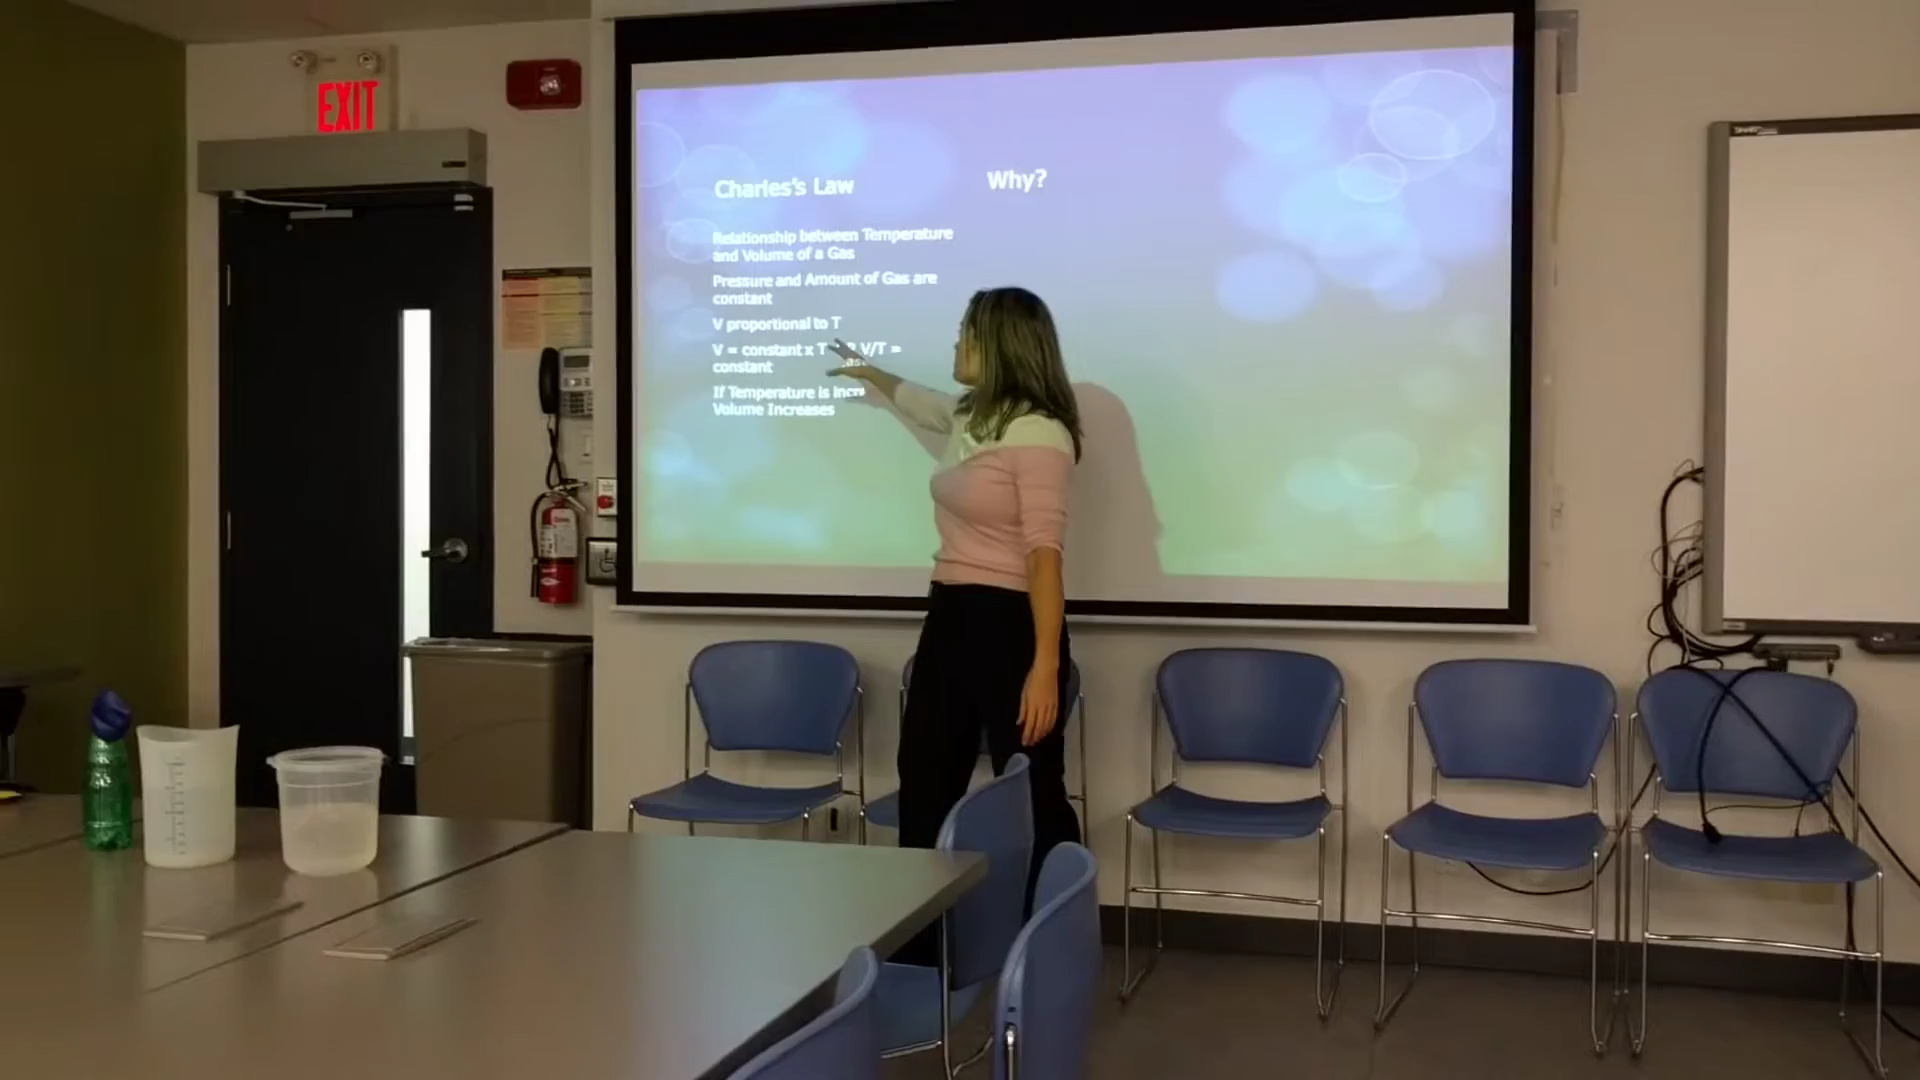 EXIT
Charles's Law
Why?
Relationship between Temperature
and Volume of a Gas
Pressure and Amount of Gas are
constant
V proportional to T
V = constant x T V/T =
constant
If Temperature is
Volume Increases